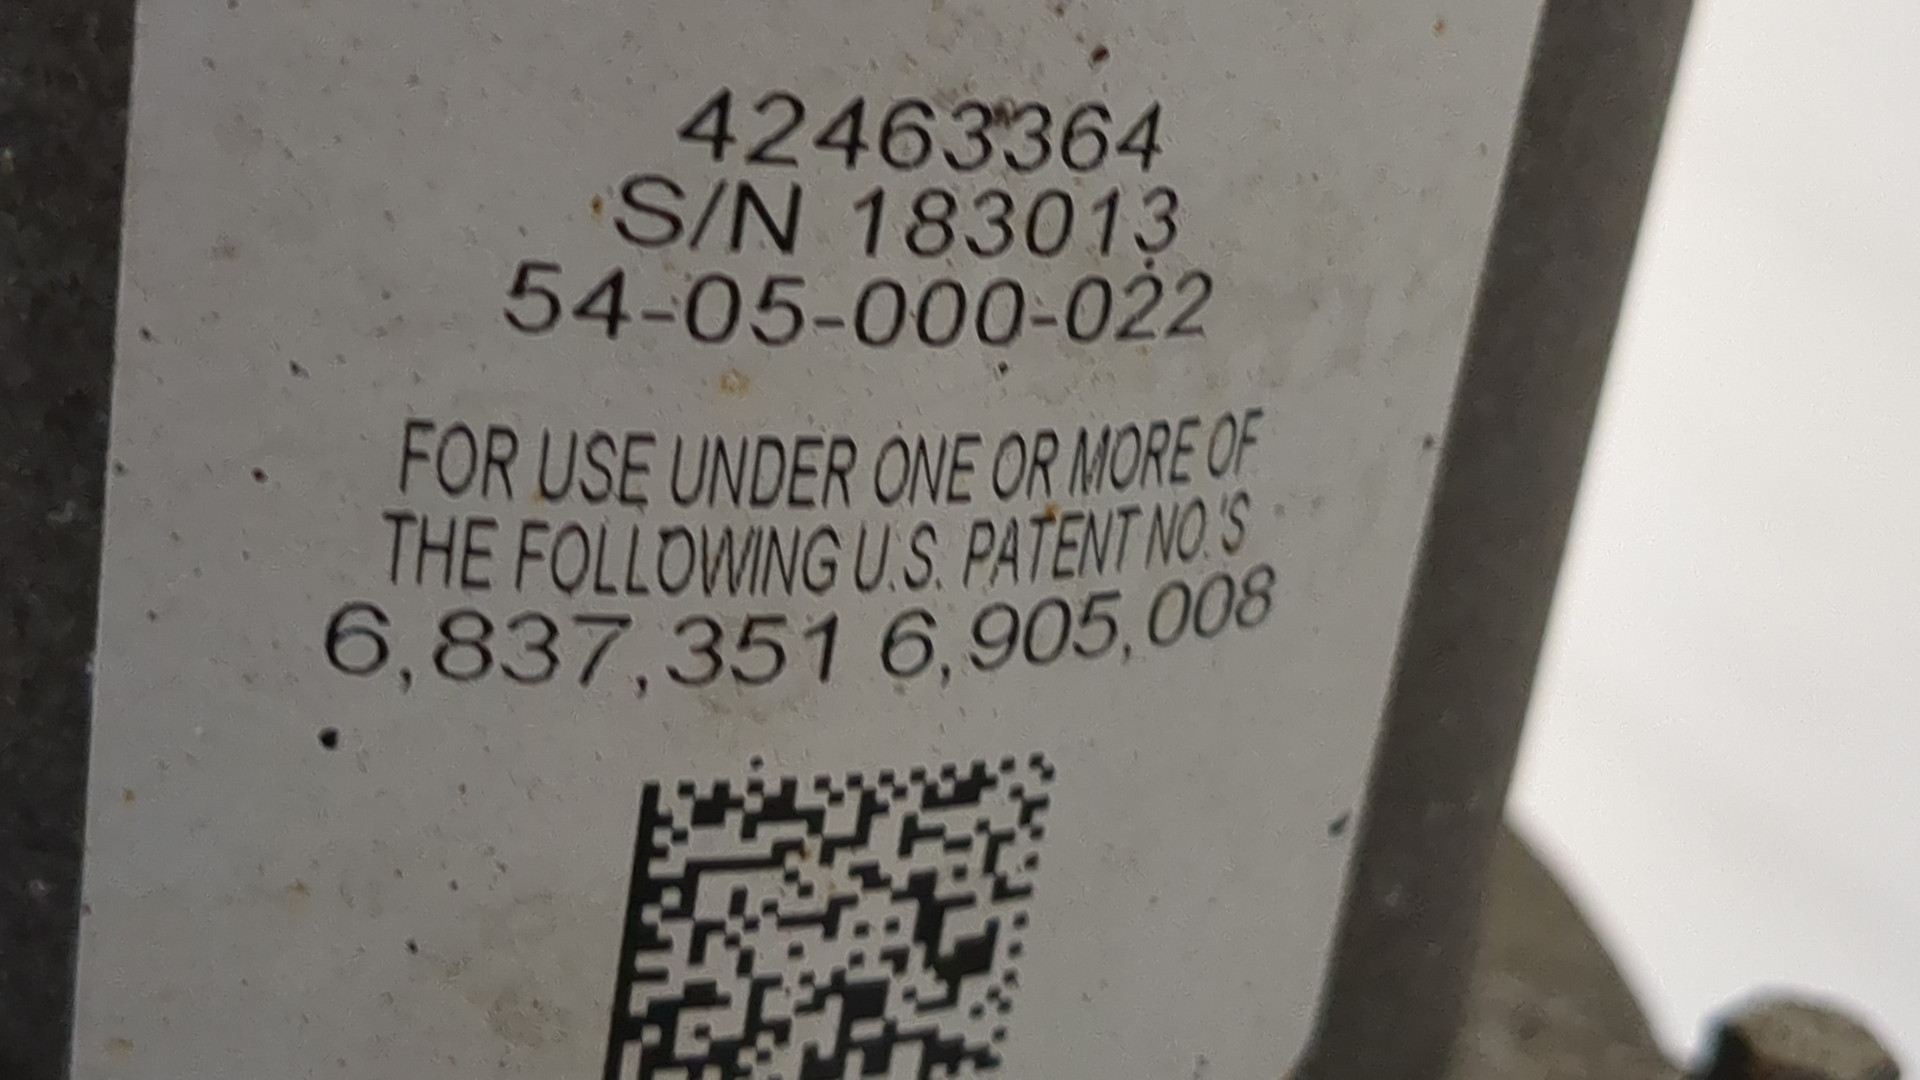 42463364
S/N 183013
54-05-000-022
FOR USE UNDER ONE OR MORE OF
THE FOLLOWING U.S. PATENT NO.'S
6,837,351 6,905,008